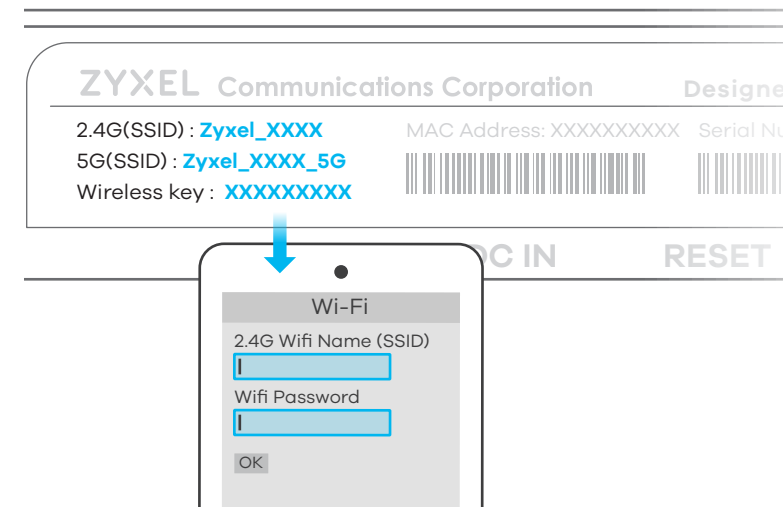 ZYXEL Communications Corporation Designe
2.4G(SSID) : Zyxel_XXXX MAC Address: XXXXXXXXXX Serial Nu
5G(SSID) : Zyxel_XXXX_5G
Wireless key : XXXXXXXXX
DC IN RESET
Wi-Fi
2.4G Wifi Name (SSID)
Wifi Password
OK